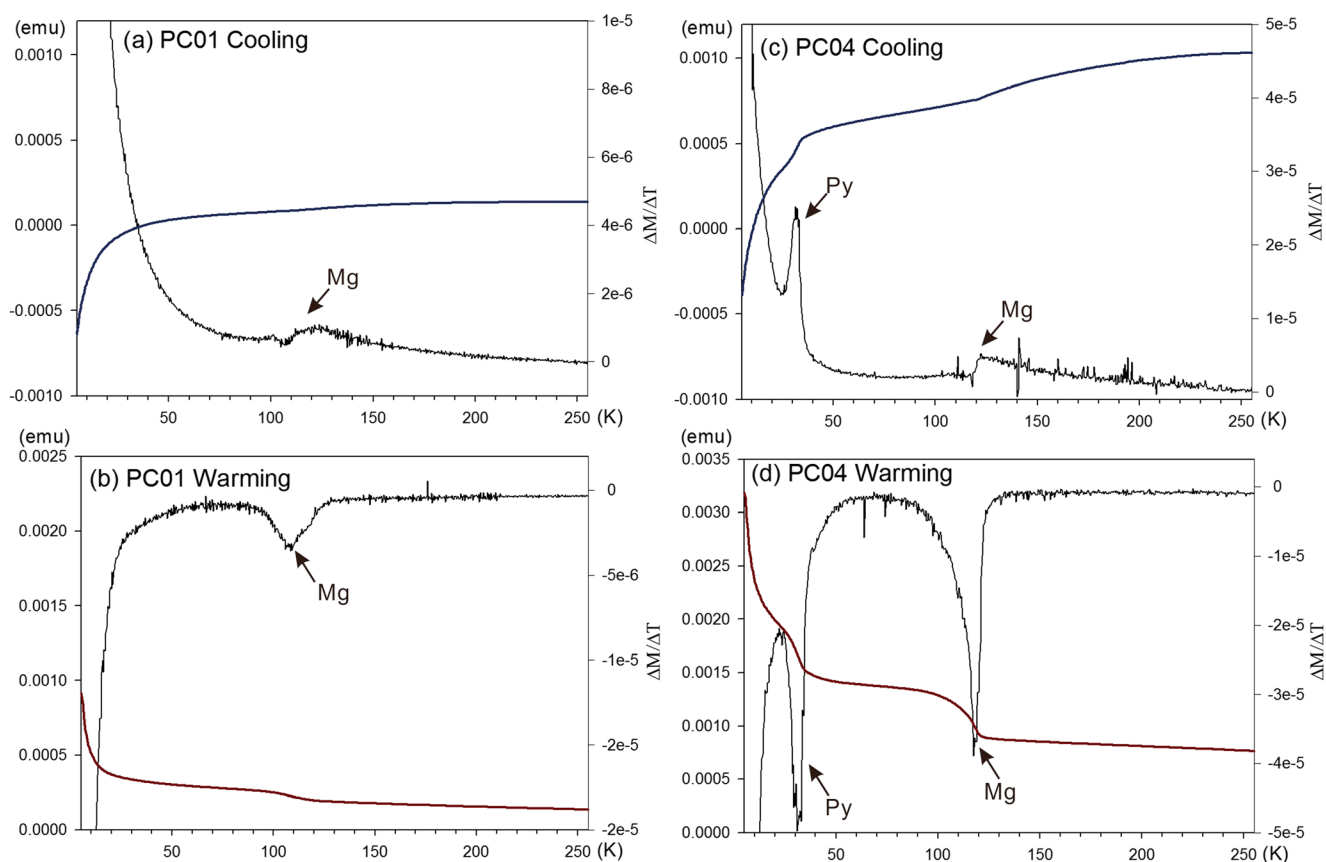 (emu)
(a) PC01 Cooling
0.0010
0.0005
0.0000
-0.0005
-0.0010
1e-5
8e-6
6e-6
4e-6
2e-6
0
ΔM/ΔT
Mg
50 100 150 200 250 (K)
(emu)
(c) PC04 Cooling
0.0010
0.0005
0.0000
-0.0005
-0.0010
5e-5
4e-5
3e-5
2e-5
1e-5
0
ΔM/ΔT
Py
Mg
50 100 150 200 250 (K)
(emu)
(b) PC01 Warming
0.0025
0.0020
0.0015
0.0010
0.0005
0.0000
0
-5e-6
-1e-5
-2e-5
-2e-5
ΔM/ΔT
Mg
50 100 150 200 250 (K)
(emu)
(d) PC04 Warming
0.0035
0.0030
0.0025
0.0020
0.0015
0.0010
0.0005
0.0000
0
-1e-5
-2e-5
-3e-5
-4e-5
-5e-5
ΔM/ΔT
Py
Mg
50 100 150 200 250 (K)